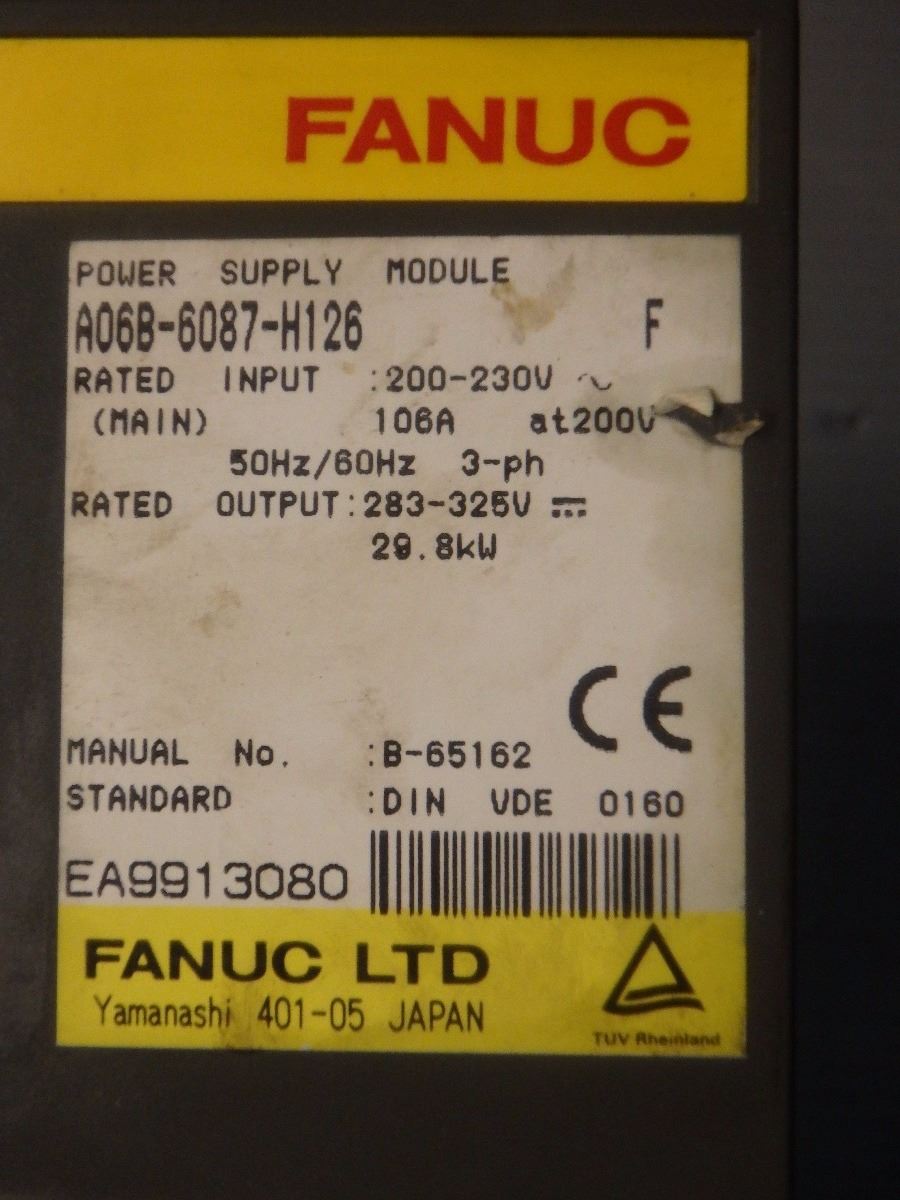 FANUC
POWER SUPPLY MODULE
A06B-6087-H126 F
RATED INPUT :200-230V ~
(MAIN) 106A at200V
50Hz/60Hz 3-ph
RATED OUTPUT:283-325V ⎓
29.8kW
CE
MANUAL No. :B-65162
STANDARD :DIN VDE 0160
EA9913080
FANUC LTD
Yamanashi 401-05 JAPAN
TUV Rheinland